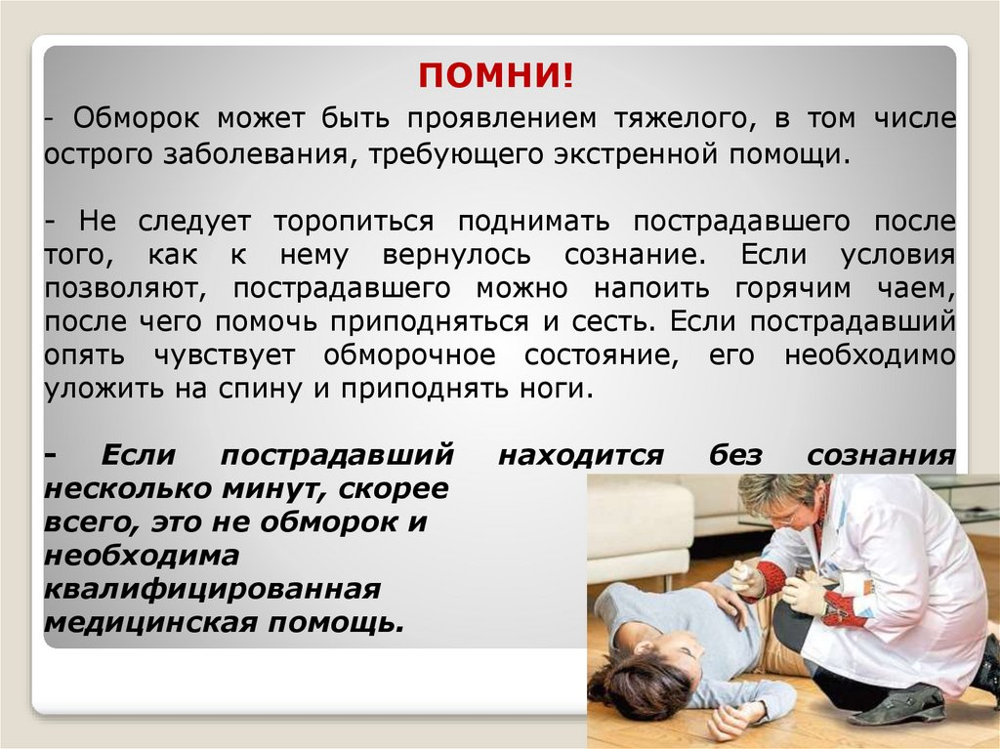 ПОМНИ!
- Обморок может быть проявлением тяжелого, в том числе
острого заболевания, требующего экстренной помощи.
- Не следует торопиться поднимать пострадавшего после
того, как к нему вернулось сознание. Если условия
позволяют, пострадавшего можно напоить горячим чаем,
после чего помочь приподняться и сесть. Если пострадавший
опять чувствует обморочное состояние, его необходимо
уложить на спину и приподнять ноги.
- Если пострадавший находится без сознания
несколько минут, скорее
всего, это не обморок и
необходима
квалифицированная
медицинская помощь.